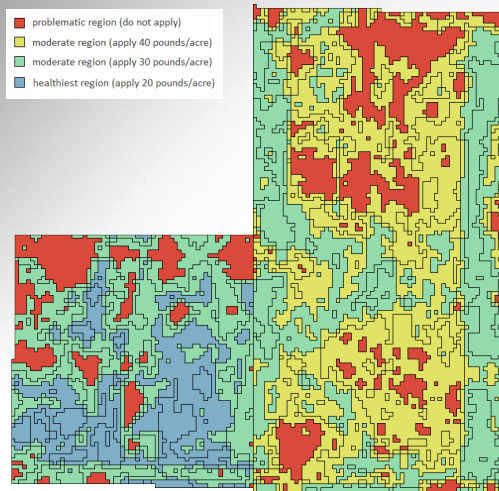 problematic region (do not apply)
moderate region (apply 40 pounds/acre)
moderate region (apply 30 pounds/acre)
healthiest region (apply 20 pounds/acre)